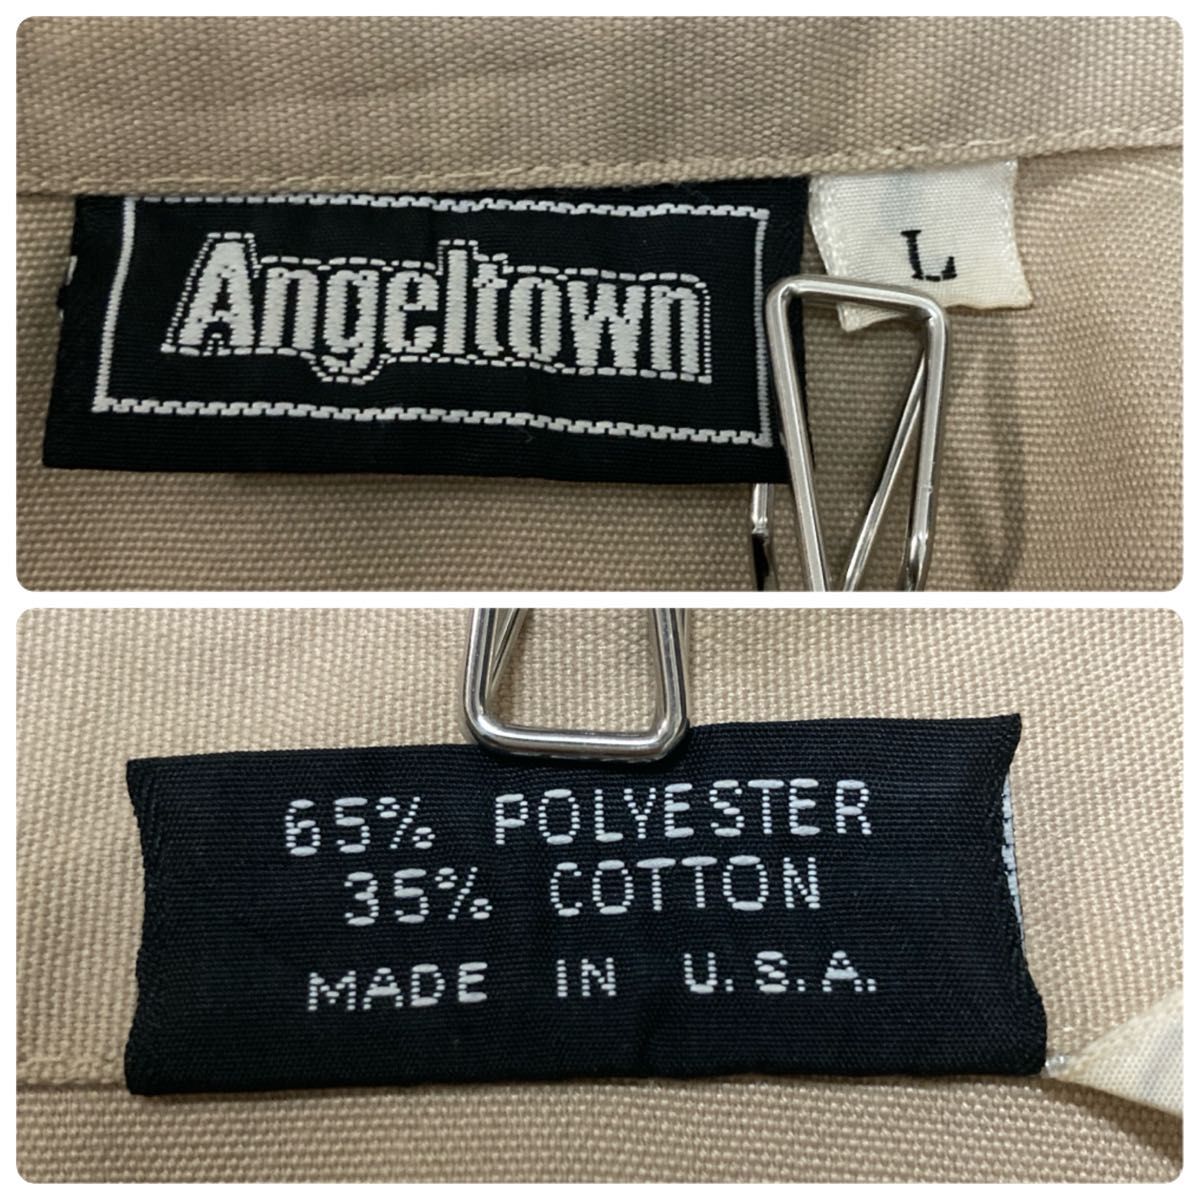 Angeltown
L
65% POLYESTER
35% COTTON
MADE IN U.S.A.